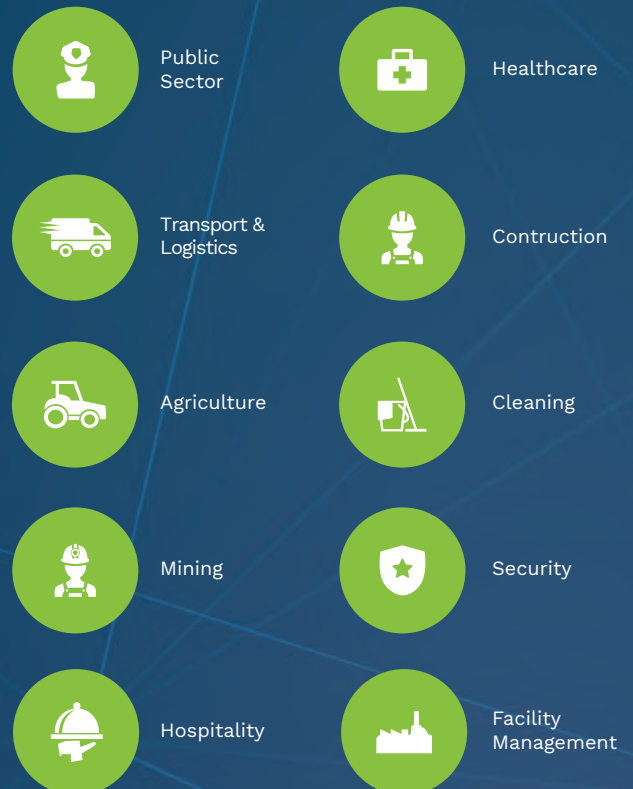 Public
Sector
Healthcare
Transport &
Logistics
Contruction
Agriculture
Cleaning
Mining
Security
Hospitality
Facility
Management